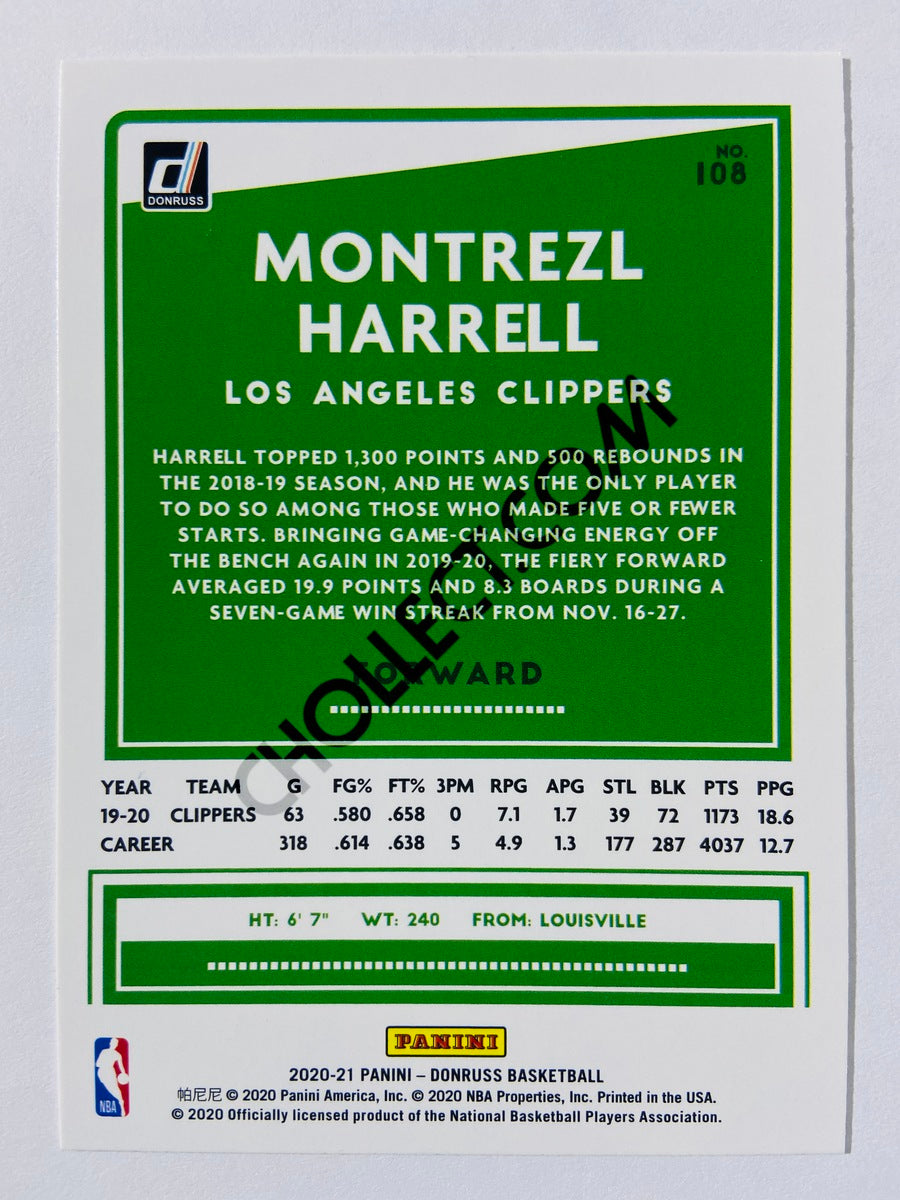 DONRUSS
NO.
108
MONTREZL
HARRELL
LOS ANGELES CLIPPERS
HARRELL TOPPED 1,300 POINTS AND 500 REBOUNDS IN
THE 2018-19 SEASON, AND HE WAS THE ONLY PLAYER
TO DO SO AMONG THOSE WHO MADE FIVE OR FEWER
STARTS. BRINGING GAME-CHANGING ENERGY OFF
THE BENCH AGAIN IN 2019-20, THE FIERY FORWARD
AVERAGED 19.9 POINTS AND 8.3 BOARDS DURING A
SEVEN-GAME WIN STREAK FROM NOV. 16-27.
FORWARD
CHOLLECT.COM
YEAR TEAM G FG% FT% 3PM RPG APG STL BLK PTS PPG
19-20 CLIPPERS 63 .580 .658 0 7.1 1.7 39 72 1173 18.6
CAREER 318 .614 .638 5 4.9 1.3 177 287 4037 12.7
HT: 6' 7" WT: 240 FROM: LOUISVILLE
PANINI
NBA
2020-21 PANINI – DONRUSS BASKETBALL
帕尼尼 © 2020 Panini America, Inc. © 2020 NBA Properties, Inc. Printed in the USA.
© 2020 Officially licensed product of the National Basketball Players Association.